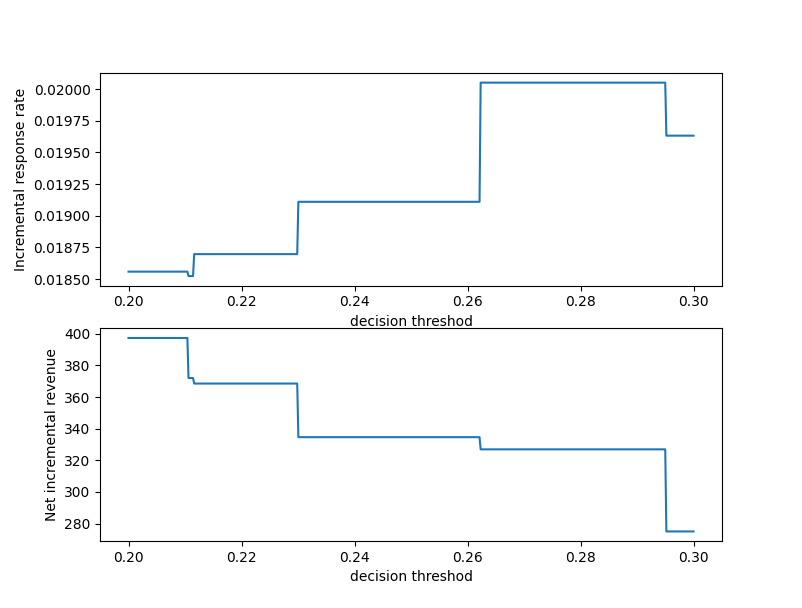 Incremental response rate
0.02000
0.01975
0.01950
0.01925
0.01900
0.01875
0.01850
0.20 0.22 0.24 0.26 0.28 0.30
decision threshod
Net incremental revenue
400
380
360
340
320
300
280
0.20 0.22 0.24 0.26 0.28 0.30
decision threshod